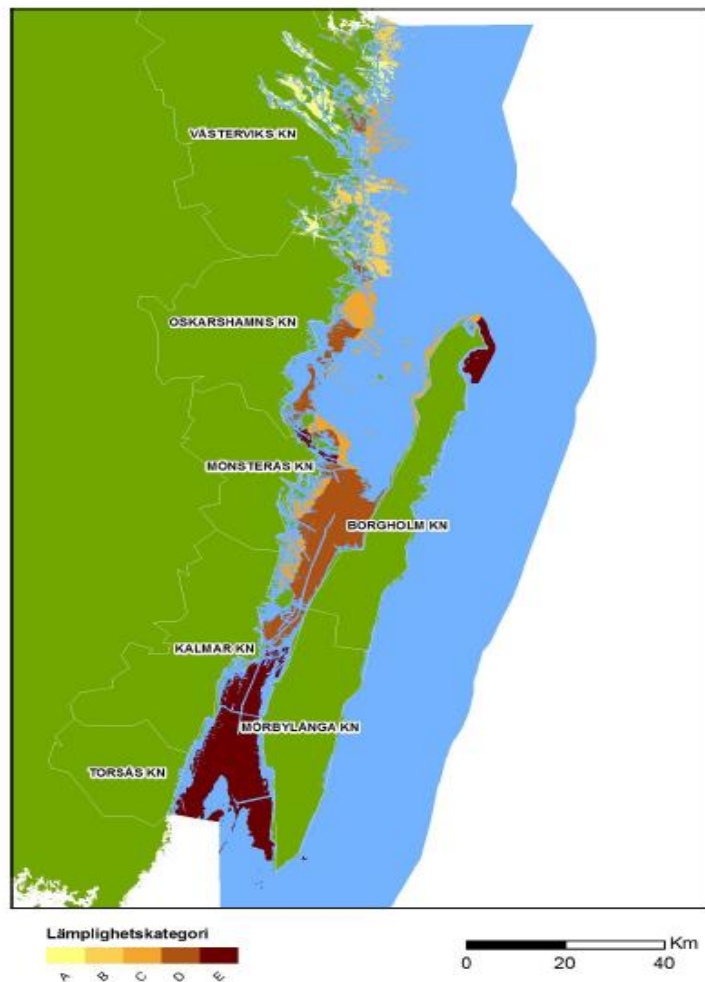 VÄSTERVIKS KN
OSKARSHAMNS KN
MÖNSTERÅS KN
BORGHOLM KN
KALMAR KN
MÖRBYLÅNGA KN
TORSÅS KN
Lämplighetskategori
A B C D E
Km
0 20 40